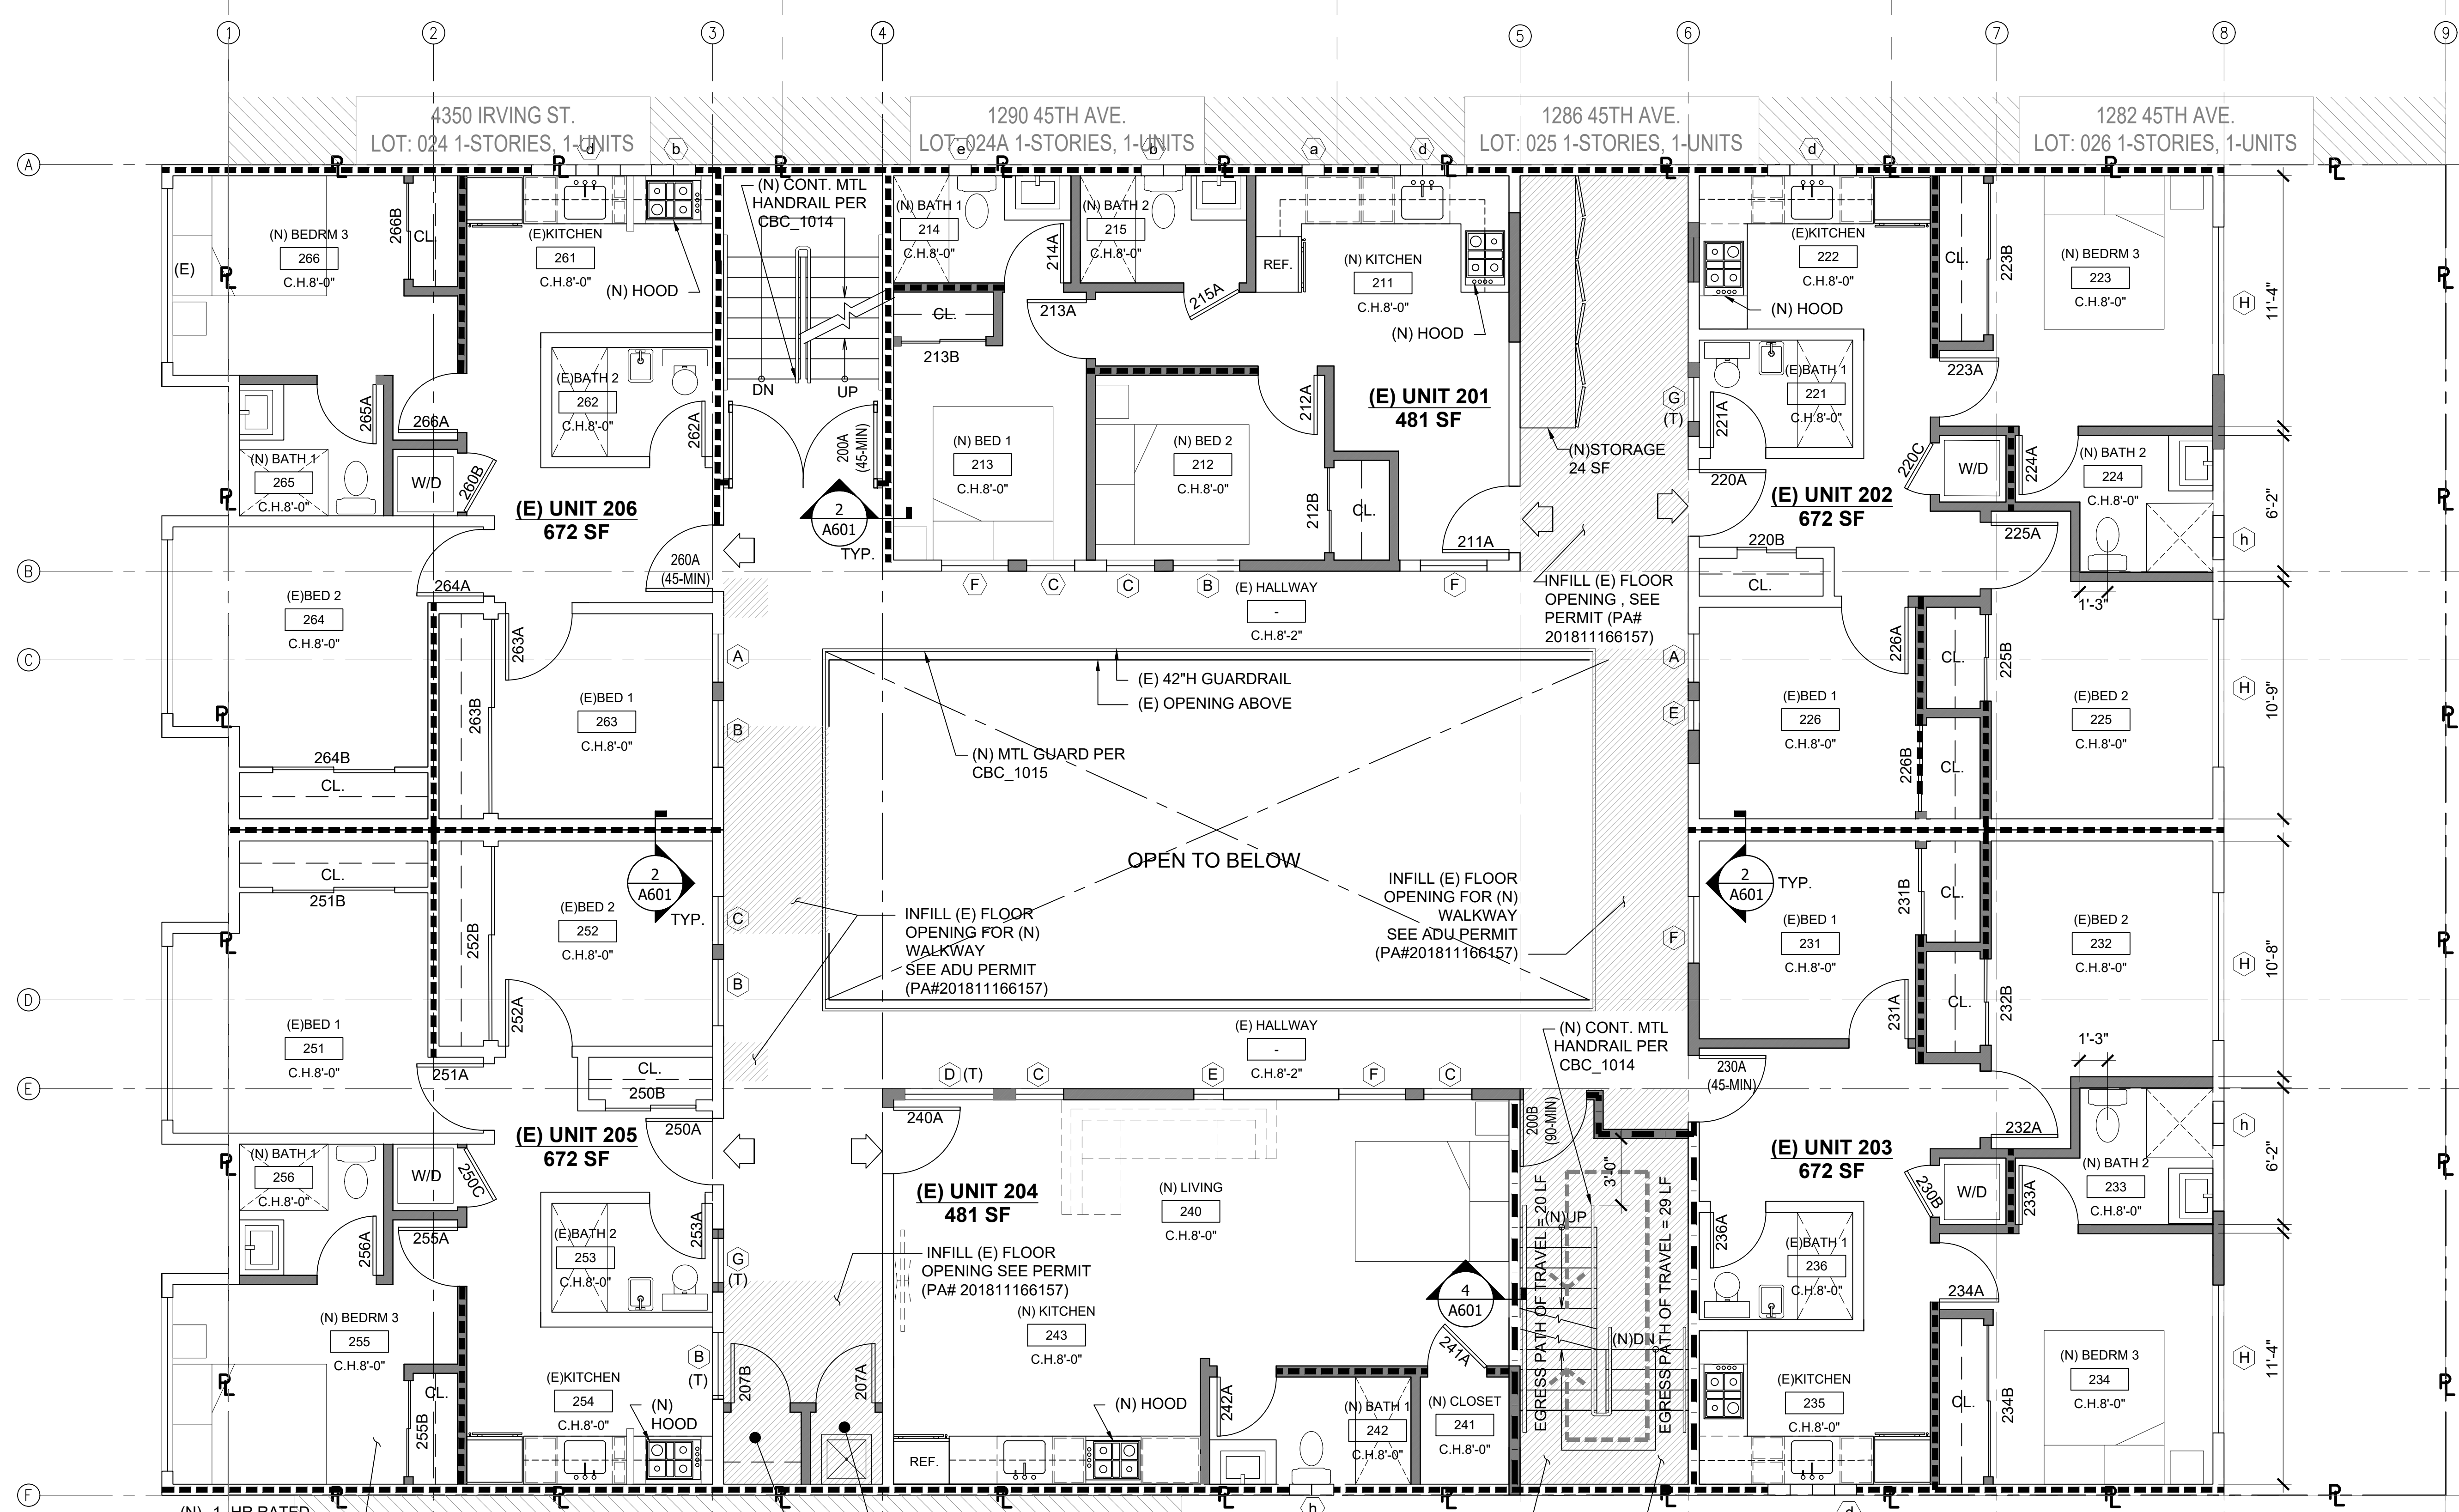 1
2
3
4
5
6
7
8
9
4350 IRVING ST.
LOT: 024 1-STORIES, 1-UNITS
1290 45TH AVE.
LOT: 024A 1-STORIES, 1-UNITS
1286 45TH AVE.
LOT: 025 1-STORIES, 1-UNITS
1282 45TH AVE.
LOT: 026 1-STORIES, 1-UNITS
d
b
e
b
a
d
d
A
B
C
D
E
F
(N) BEDRM 3
266
C.H.8'-0"
(E)
266B
CL.
(E)KITCHEN
261
C.H.8'-0"
(N) HOOD
(E)BATH 2
262
C.H.8'-0"
262A
265A
266A
(N) BATH 1
265
C.H.8'-0"
W/D
260B
(E) UNIT 206
672 SF
260A
(45-MIN)
264A
(E)BED 2
264
C.H.8'-0"
264B
CL.
263A
263B
(E)BED 1
263
C.H.8'-0"
(N) CONT. MTL
HANDRAIL PER
CBC_1014
DN
UP
200A
(45-MIN)
2
A601
TYP.
(N) BATH 1
214
C.H.8'-0"
214A
CL.
213B
213A
(N) BATH 2
215
C.H.8'-0"
215A
REF.
(N) KITCHEN
211
C.H.8'-0"
(N) HOOD
(E) UNIT 201
481 SF
(N) BED 1
213
C.H.8'-0"
(N) BED 2
212
C.H.8'-0"
212A
212B
CL.
211A
F
C
C
B
F
(E) HALLWAY
-
C.H.8'-2"
(N)STORAGE
24 SF
INFILL (E) FLOOR
OPENING , SEE
PERMIT (PA#
201811166157)
G
(T)
(E)KITCHEN
222
C.H.8'-0"
(N) HOOD
(E)BATH 1
221
C.H.8'-0"
221A
220A
220C
(E) UNIT 202
672 SF
220B
CL.
CL.
223B
(N) BEDRM 3
223
C.H.8'-0"
223A
W/D
224A
(N) BATH 2
224
C.H.8'-0"
225A
1'-3"
226A
CL.
225B
(E)BED 1
226
C.H.8'-0"
226B
CL.
(E)BED 2
225
C.H.8'-0"
H
11'-4"
h
6'-2"
H
10'-9"
A
B
C
B
A
E
F
(E) 42"H GUARDRAIL
(E) OPENING ABOVE
(N) MTL GUARD PER
CBC_1015
OPEN TO BELOW
INFILL (E) FLOOR
OPENING FOR (N)
WALKWAY
SEE ADU PERMIT
(PA#201811166157)
INFILL (E) FLOOR
OPENING FOR (N)
WALKWAY
SEE ADU PERMIT
(PA#201811166157)
CL.
251B
252B
2
A601
TYP.
(E)BED 2
252
C.H.8'-0"
252A
(E)BED 1
251
C.H.8'-0"
251A
CL.
250B
250A
2
A601
TYP.
(E)BED 1
231
C.H.8'-0"
231B
CL.
231A
CL.
232B
(E)BED 2
232
C.H.8'-0"
H
10'-8"
1'-3"
(E) HALLWAY
-
C.H.8'-2"
(N) CONT. MTL
HANDRAIL PER
CBC_1014
230A
(45-MIN)
D
(T)
C
E
F
C
240A
200B
(90-MIN)
(N) BATH 1
256
C.H.8'-0"
W/D
250C
(E) UNIT 205
672 SF
256A
255A
(E)BATH 2
253
C.H.8'-0"
253A
G
(T)
B
(T)
(N) BEDRM 3
255
C.H.8'-0"
CL.
255B
(E)KITCHEN
254
C.H.8'-0"
(N)
HOOD
207B
207A
(E) UNIT 204
481 SF
(N) LIVING
240
C.H.8'-0"
INFILL (E) FLOOR
OPENING SEE PERMIT
(PA# 201811166157)
(N) KITCHEN
243
C.H.8'-0"
4
A601
241A
REF.
(N) HOOD
242A
(N) BATH 1
242
C.H.8'-0"
(N) CLOSET
241
C.H.8'-0"
3'-0"
(N)UP
(N)DN
EGRESS PATH OF TRAVEL = 20 LF
EGRESS PATH OF TRAVEL = 29 LF
(E) UNIT 203
672 SF
232A
230B
W/D
233A
(N) BATH 2
233
C.H.8'-0"
236A
(E)BATH 1
236
C.H.8'-0"
234A
(E)KITCHEN
235
C.H.8'-0"
CL.
234B
(N) BEDRM 3
234
C.H.8'-0"
h
6'-2"
H
11'-4"
h
d
(N) 1-HR RATED